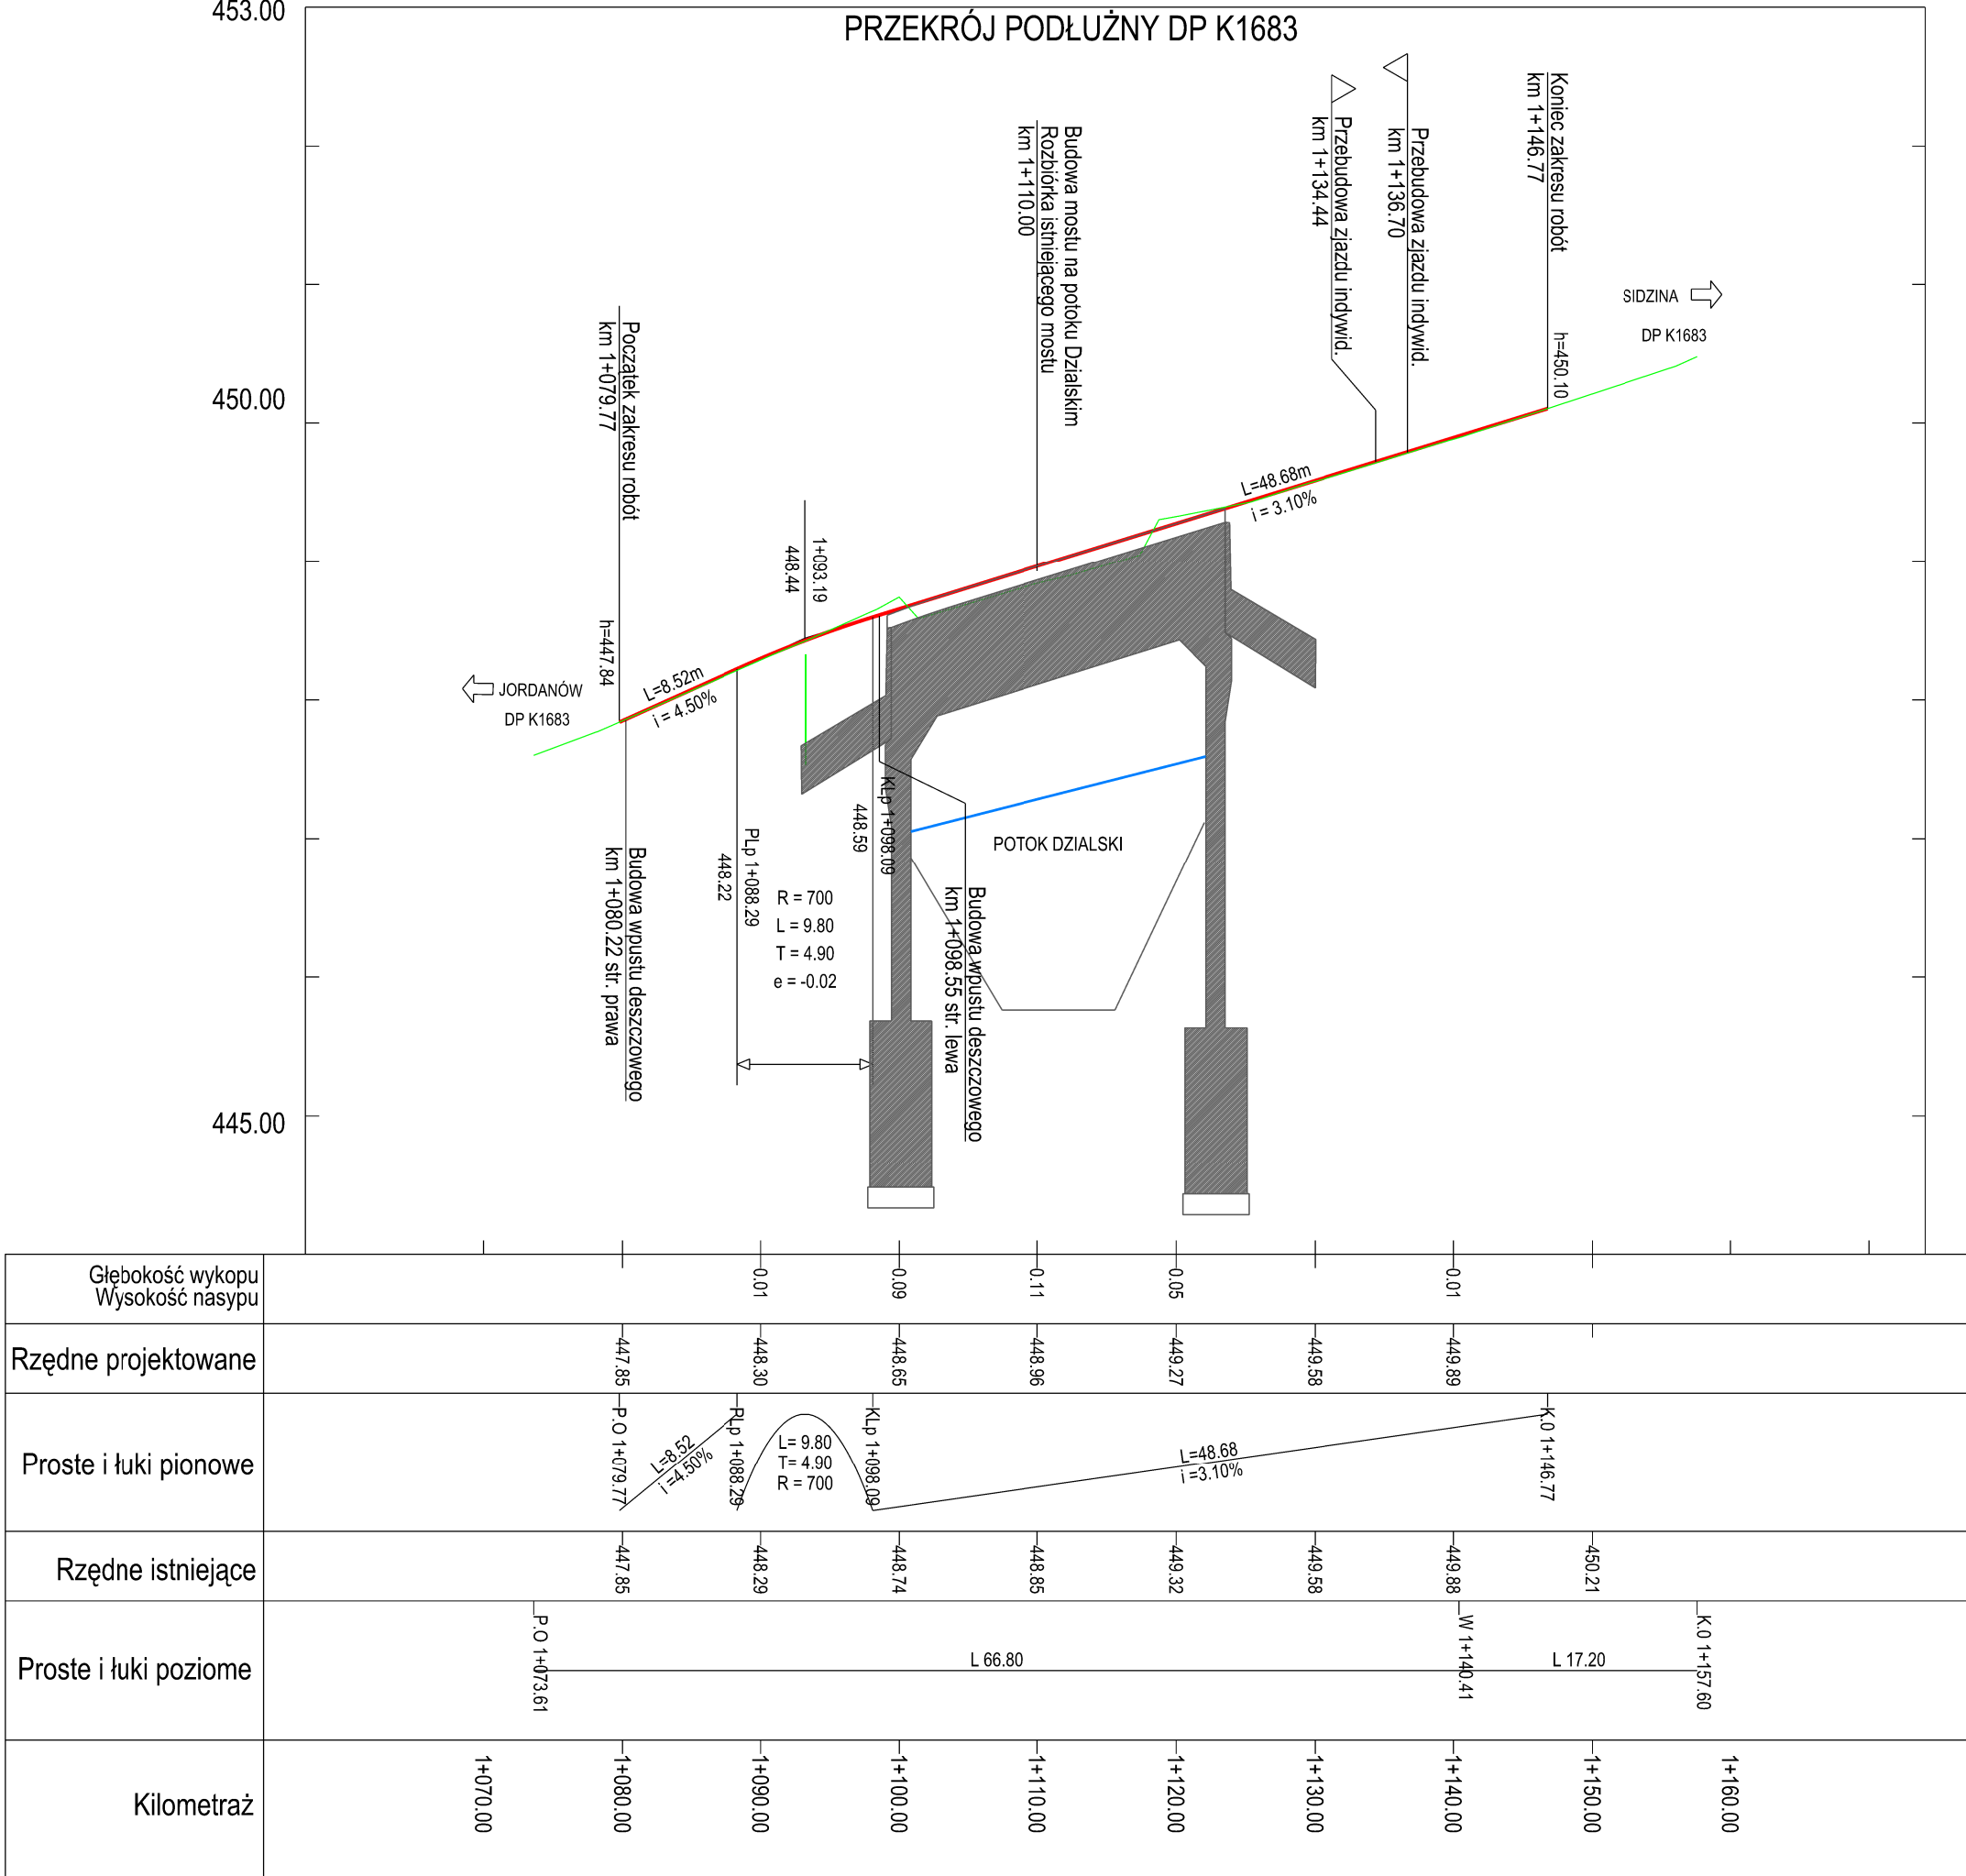 453.00
PRZEKRÓJ PODŁUŻNY DP K1683
450.00
445.00
Początek zakresu robót
km 1+079.77
h=447.84
JORDANÓW
DP K1683
L=8.52m
i = 4.50%
1+093.19
448.44
Budowa mostu na potoku Dzialskim
Rozbiórka istniejącego mostu
km 1+110.00
Przebudowa zjazdu indywid.
km 1+134.44
Przebudowa zjazdu indywid.
km 1+136.70
Koniec zakresu robót
km 1+146.77
h=450.10
SIDZINA
DP K1683
L=48.68m
i = 3.10%
Budowa wpustu deszczowego
km 1+080.22 str. prawa
PŁp 1+088.29
448.22
R = 700
L = 9.80
T = 4.90
e = -0.02
KŁp 1+098.09
448.59
Budowa wpustu deszczowego
km 1+098.55 str. lewa
POTOK DZIALSKI
Głębokość wykopu
Wysokość nasypu
0.01
0.09
0.11
0.05
0.01
Rzędne projektowane
447.85
448.30
448.65
448.96
449.27
449.58
449.89
Proste i łuki pionowe
P.O 1+079.77
L=8.52
i =4.50%
PŁp 1+088.29
L= 9.80
T= 4.90
R = 700
KŁp 1+098.09
L=48.68
i =3.10%
K.0 1+146.77
Rzędne istniejące
447.85
448.29
448.74
448.85
449.32
449.58
449.88
450.21
Proste i łuki poziome
P.O 1+073.61
L 66.80
W 1+140.41
L 17.20
K.0 1+157.60
Kilometraż
1+070.00
1+080.00
1+090.00
1+100.00
1+110.00
1+120.00
1+130.00
1+140.00
1+150.00
1+160.00